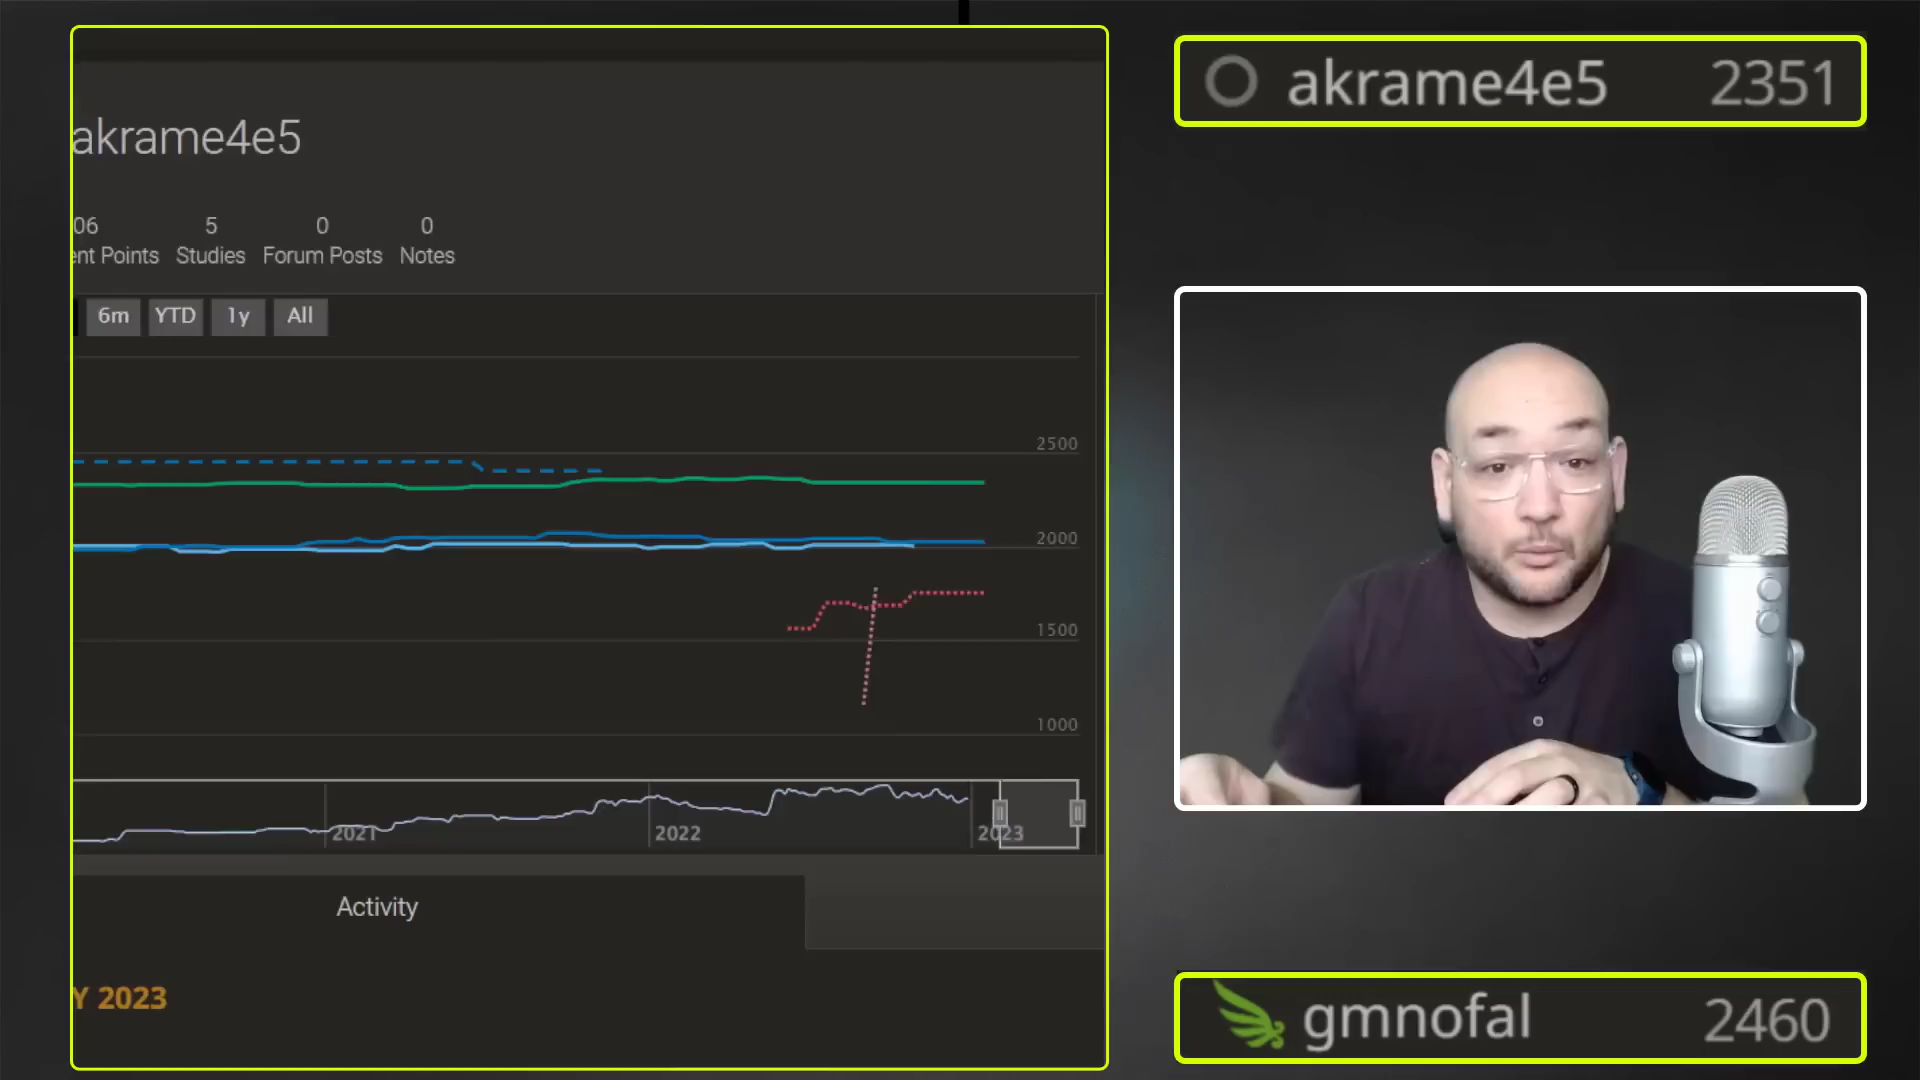 akrame4e5
06 5 0 0
ent Points Studies Forum Posts Notes
6m YTD 1y All
2500
2000
1500
1000
2021 2022 2023
Activity
Y 2023
akrame4e5 2351
gmnofal 2460